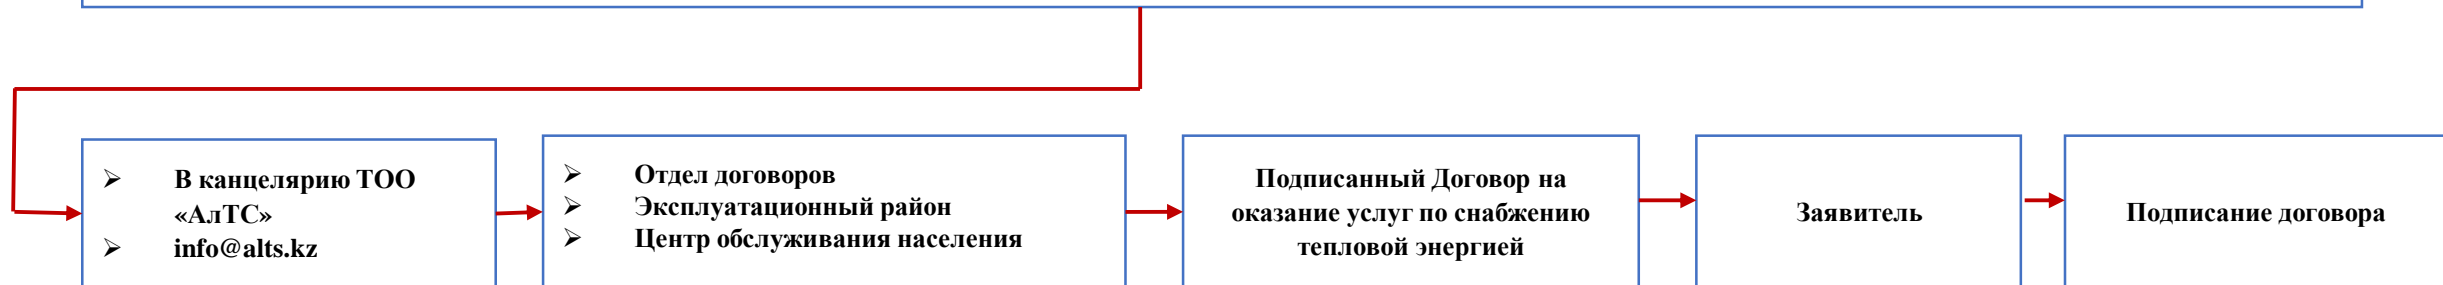 ➢ В канцелярию ТОО
«АлТС»
➢ info@alts.kz
➢ Отдел договоров
➢ Эксплуатационный район
➢ Центр обслуживания населения
Подписанный Договор на
оказание услуг по снабжению
тепловой энергией
Заявитель
Подписание договора